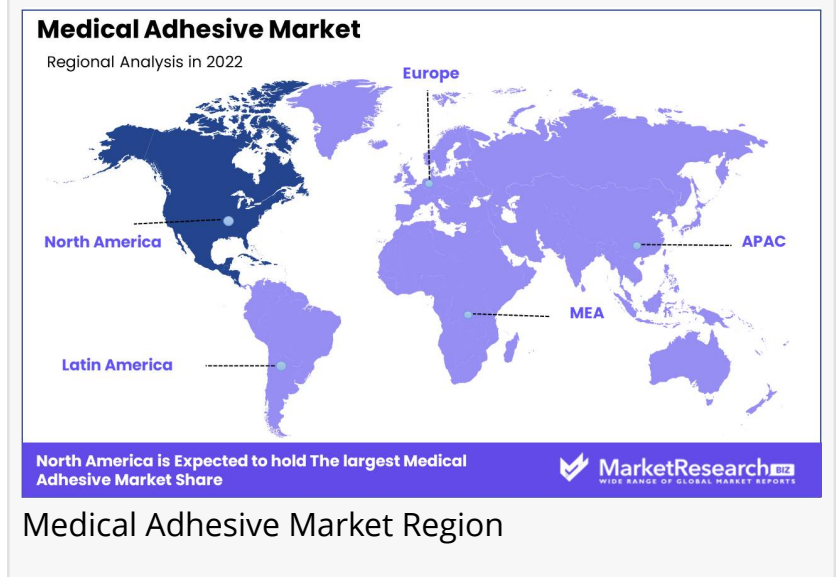 Medical Adhesive Market
Regional Analysis in 2022
Europe
North America
APAC
MEA
Latin America
North America is Expected to hold The largest Medical
Adhesive Market Share
MarketResearch BIZ
WIDE RANGE OF GLOBAL MARKET REPORTS
Medical Adhesive Market Region